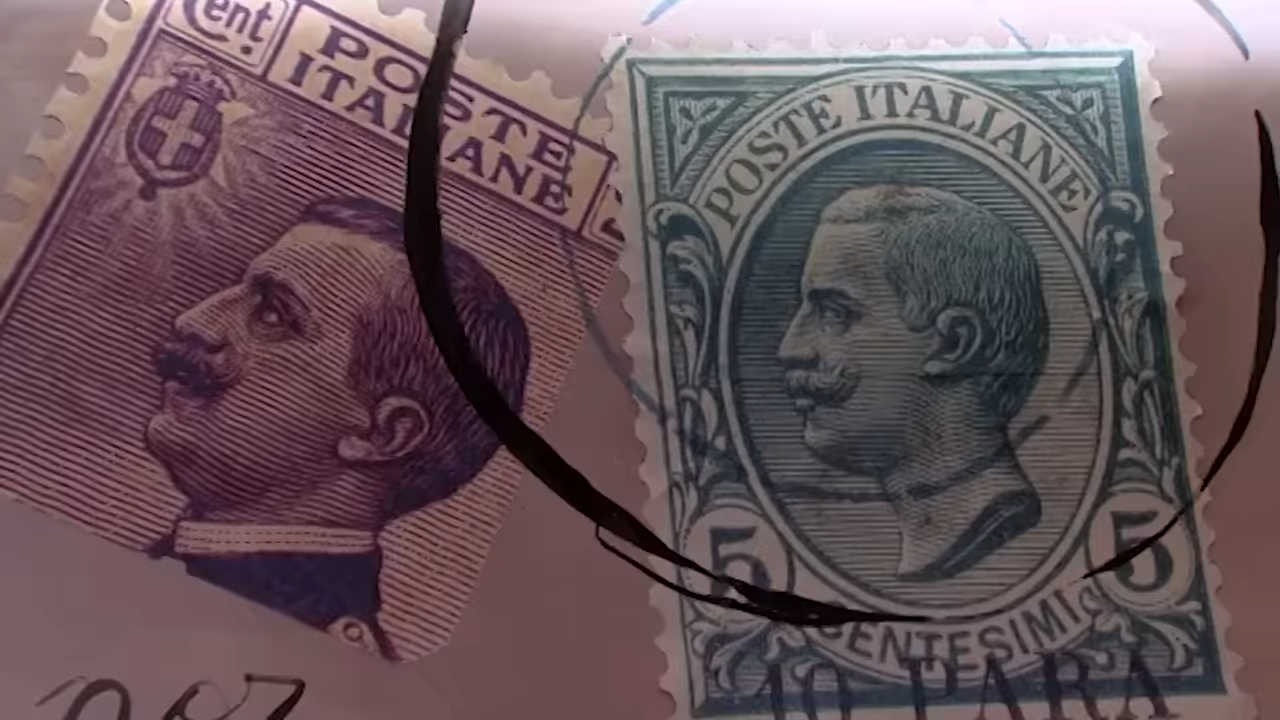 Cent.
POSTE
ITALIANE
POSTE ITALIANE
5 5
CENTESIMI
10 PARA